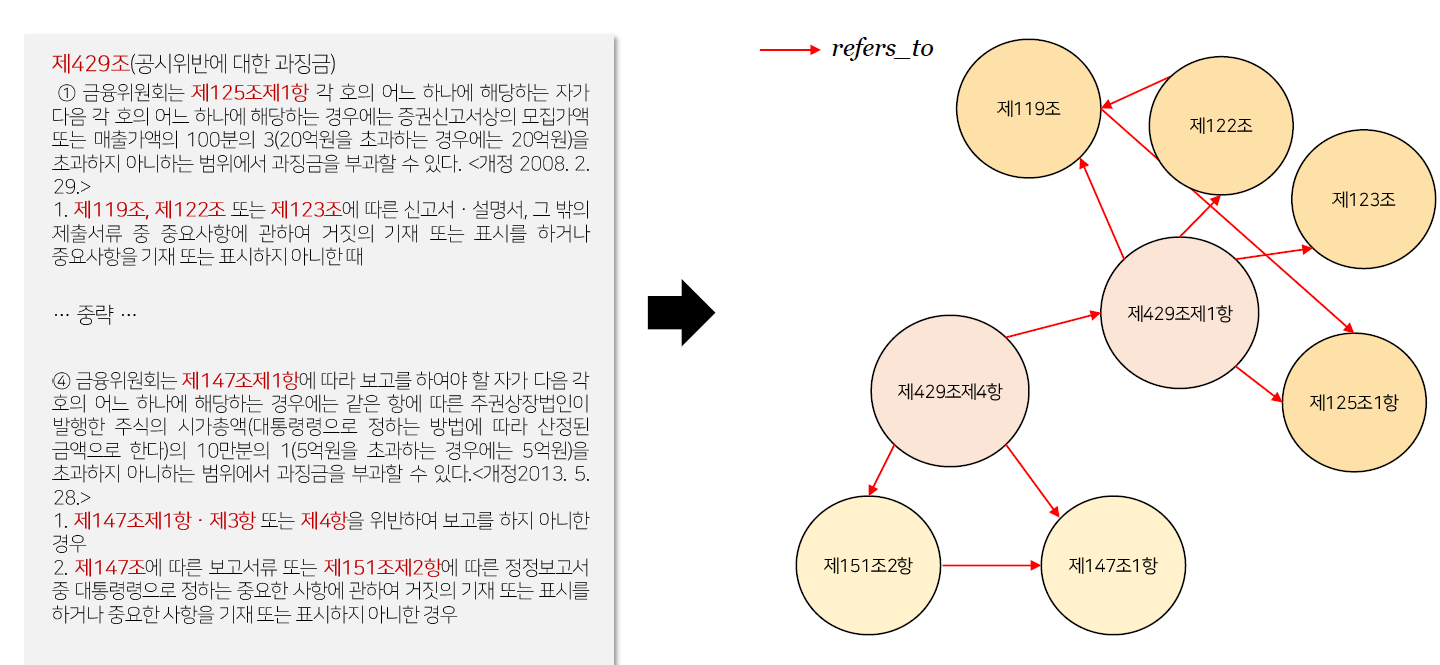 제429조(공시위반에 대한 과징금)
① 금융위원회는 제125조제1항 각 호의 어느 하나에 해당하는 자가
다음 각 호의 어느 하나에 해당하는 경우에는 증권신고서상의 모집가액
또는 매출가액의 100분의 3(20억원을 초과하는 경우에는 20억원)을
초과하지 아니하는 범위에서 과징금을 부과할 수 있다. <개정 2008. 2.
29.>
1. 제119조, 제122조 또는 제123조에 따른 신고서ㆍ설명서, 그 밖의
제출서류 중 중요사항에 관하여 거짓의 기재 또는 표시를 하거나
중요사항을 기재 또는 표시하지 아니한 때
… 중략 …
④ 금융위원회는 제147조제1항에 따라 보고를 하여야 할 자가 다음 각
호의 어느 하나에 해당하는 경우에는 같은 항에 따른 주권상장법인이
발행한 주식의 시가총액(대통령령으로 정하는 방법에 따라 산정된
금액으로 한다)의 10만분의 1(5억원을 초과하는 경우에는 5억원)을
초과하지 아니하는 범위에서 과징금을 부과할 수 있다.<개정2013. 5.
28.>
1. 제147조제1항ㆍ제3항 또는 제4항을 위반하여 보고를 하지 아니한
경우
2. 제147조에 따른 보고서류 또는 제151조제2항에 따른 정정보고서
중 대통령령으로 정하는 중요한 사항에 관하여 거짓의 기재 또는 표시를
하거나 중요한 사항을 기재 또는 표시하지 아니한 경우
refers_to
제119조
제122조
제123조
제429조제1항
제429조제4항
제125조1항
제151조2항
제147조1항